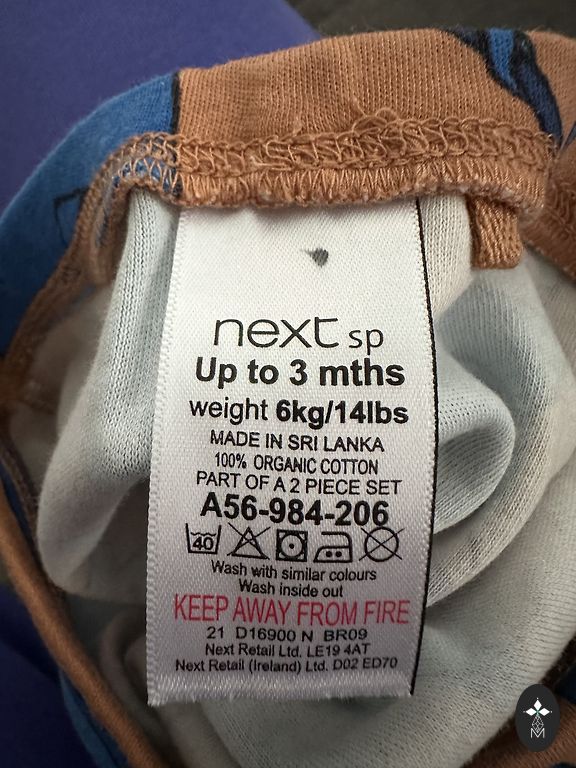 next sp
Up to 3 mths
weight 6kg/14lbs
MADE IN SRI LANKA
100% ORGANIC COTTON
PART OF A 2 PIECE SET
A56-984-206
40
Wash with similar colours
Wash inside out
KEEP AWAY FROM FIRE
21 D16900 N BR09
Next Retail Ltd. LE19 4AT
Next Retail (Ireland) Ltd. D02 ED70
M